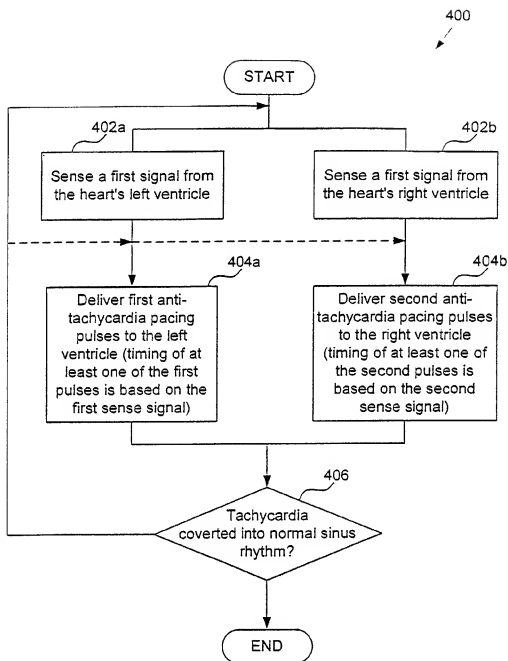 400
START
402a
402b
Sense a first signal from
the heart's left ventricle
Sense a first signal from
the heart's right ventricle
404a
404b
Deliver first anti-
tachycardia pacing
pulses to the left
ventricle (timing of at
least one of the first
pulses is based on the
first sense signal)
Deliver second anti-
tachycardia pacing pulses
to the right ventricle
(timing of at least one of
the second pulses is
based on the second
sense signal)
406
Tachycardia
coverted into normal sinus
rhythm?
END